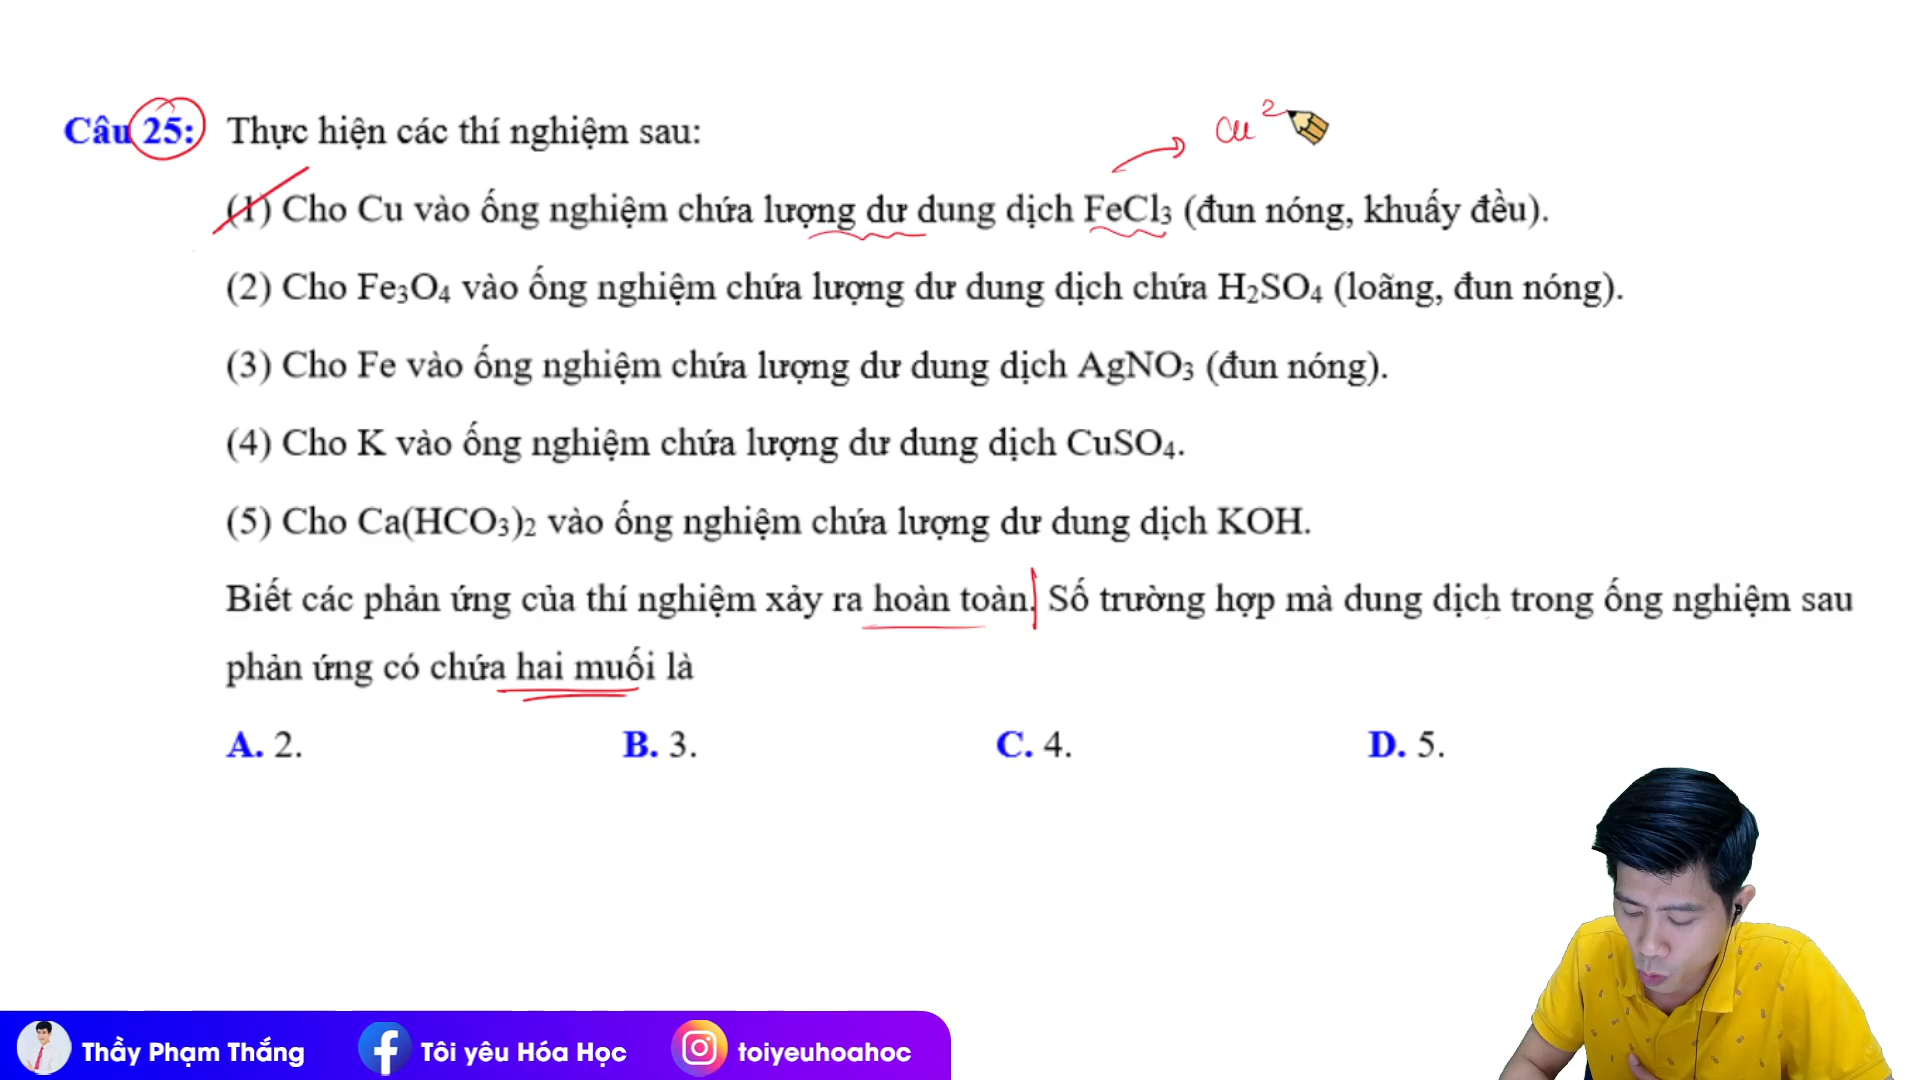 Câu 25: Thực hiện các thí nghiệm sau:
Cu 2
(1) Cho Cu vào ống nghiệm chứa lượng dư dung dịch FeCl₃ (đun nóng, khuấy đều).
(2) Cho Fe₃O₄ vào ống nghiệm chứa lượng dư dung dịch chứa H₂SO₄ (loãng, đun nóng).
(3) Cho Fe vào ống nghiệm chứa lượng dư dung dịch AgNO₃ (đun nóng).
(4) Cho K vào ống nghiệm chứa lượng dư dung dịch CuSO₄.
(5) Cho Ca(HCO₃)₂ vào ống nghiệm chứa lượng dư dung dịch KOH.
Biết các phản ứng của thí nghiệm xảy ra hoàn toàn. Số trường hợp mà dung dịch trong ống nghiệm sau
phản ứng có chứa hai muối là
A. 2. B. 3. C. 4. D. 5.
Thầy Phạm Thắng Tôi yêu Hóa Học toiyeuhoahoc